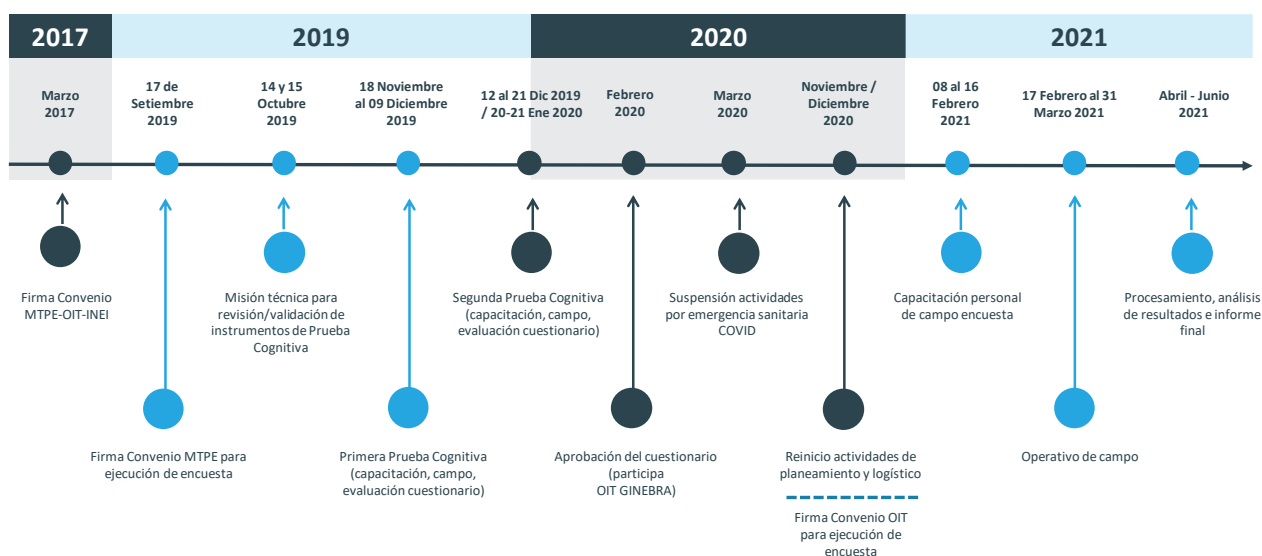 2017
2019
2020
2021
Marzo
2017
17 de
Setiembre
2019
14 y 15
Octubre
2019
18 Noviembre
al 09 Diciembre
2019
12 al 21 Dic 2019
/ 20-21 Ene 2020
Febrero
2020
Marzo
2020
Noviembre /
Diciembre
2020
08 al 16
Febrero
2021
17 Febrero al 31
Marzo 2021
Abril - Junio
2021
Firma Convenio
MTPE-OIT-INEI
Misión técnica para
revisión/validación de
instrumentos de Prueba
Cognitiva
Segunda Prueba Cognitiva
(capacitación, campo,
evaluación cuestionario)
Suspensión actividades
por emergencia sanitaria
COVID
Capacitación personal
de campo encuesta
Procesamiento, análisis
de resultados e informe
final
Firma Convenio MTPE para
ejecución de encuesta
Primera Prueba Cognitiva
(capacitación, campo,
evaluación cuestionario)
Aprobación del cuestionario
(participa
OIT GINEBRA)
Reinicio actividades de
planeamiento y logístico
Firma Convenio OIT
para ejecución de
encuesta
Operativo de campo